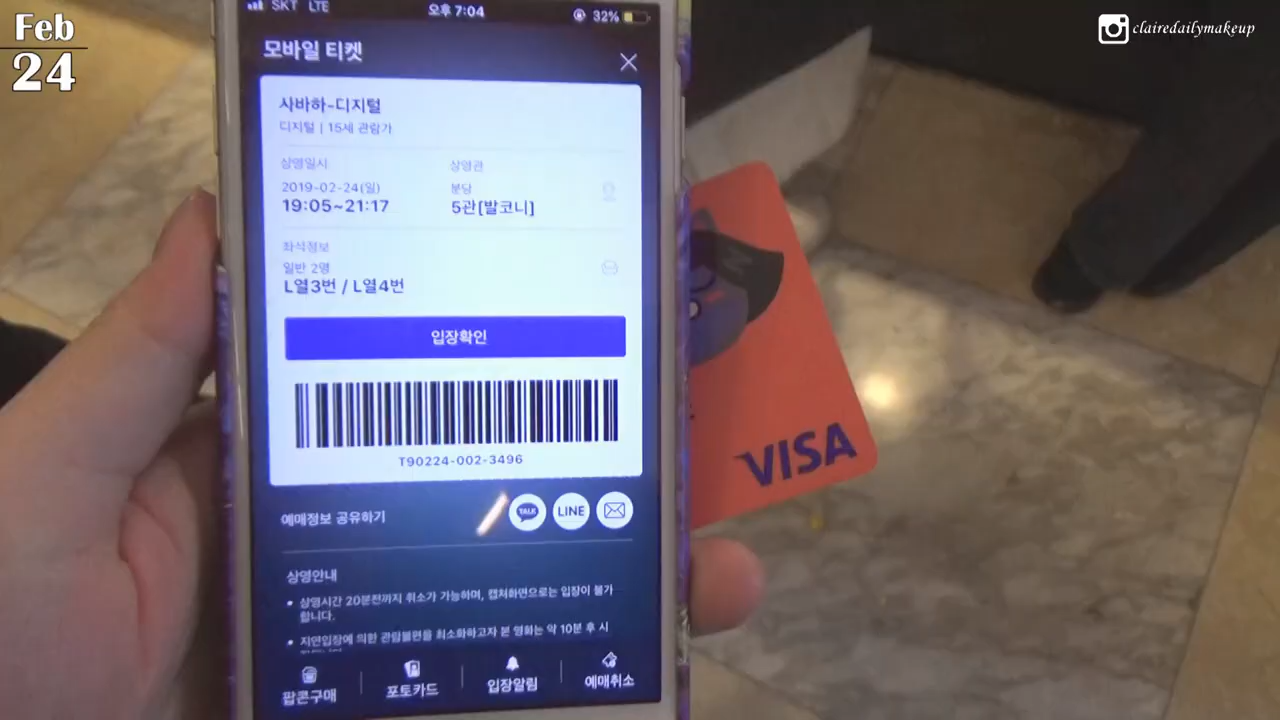 Feb
24
clairedailymakeup
SKT LTE 오후 7:04 32%
모바일 티켓
사바하-디지털
디지털 | 15세 관람가
상영일시 상영관
2019-02-24(일) 분당
19:05~21:17 5관[발코니]
좌석정보
일반 2명
L열3번 / L열4번
입장확인
T90224-002-3496
VISA
예매정보 공유하기 TALK LINE
상영안내
• 상영시간 20분전까지 취소가 가능하며, 캡처화면으로는 입장이 불가
합니다.
• 지연입장에 의한 관람불편을 최소화하고자 본 영화는 약 10분 후 시
팝콘구매 포토카드 입장알림 예매취소